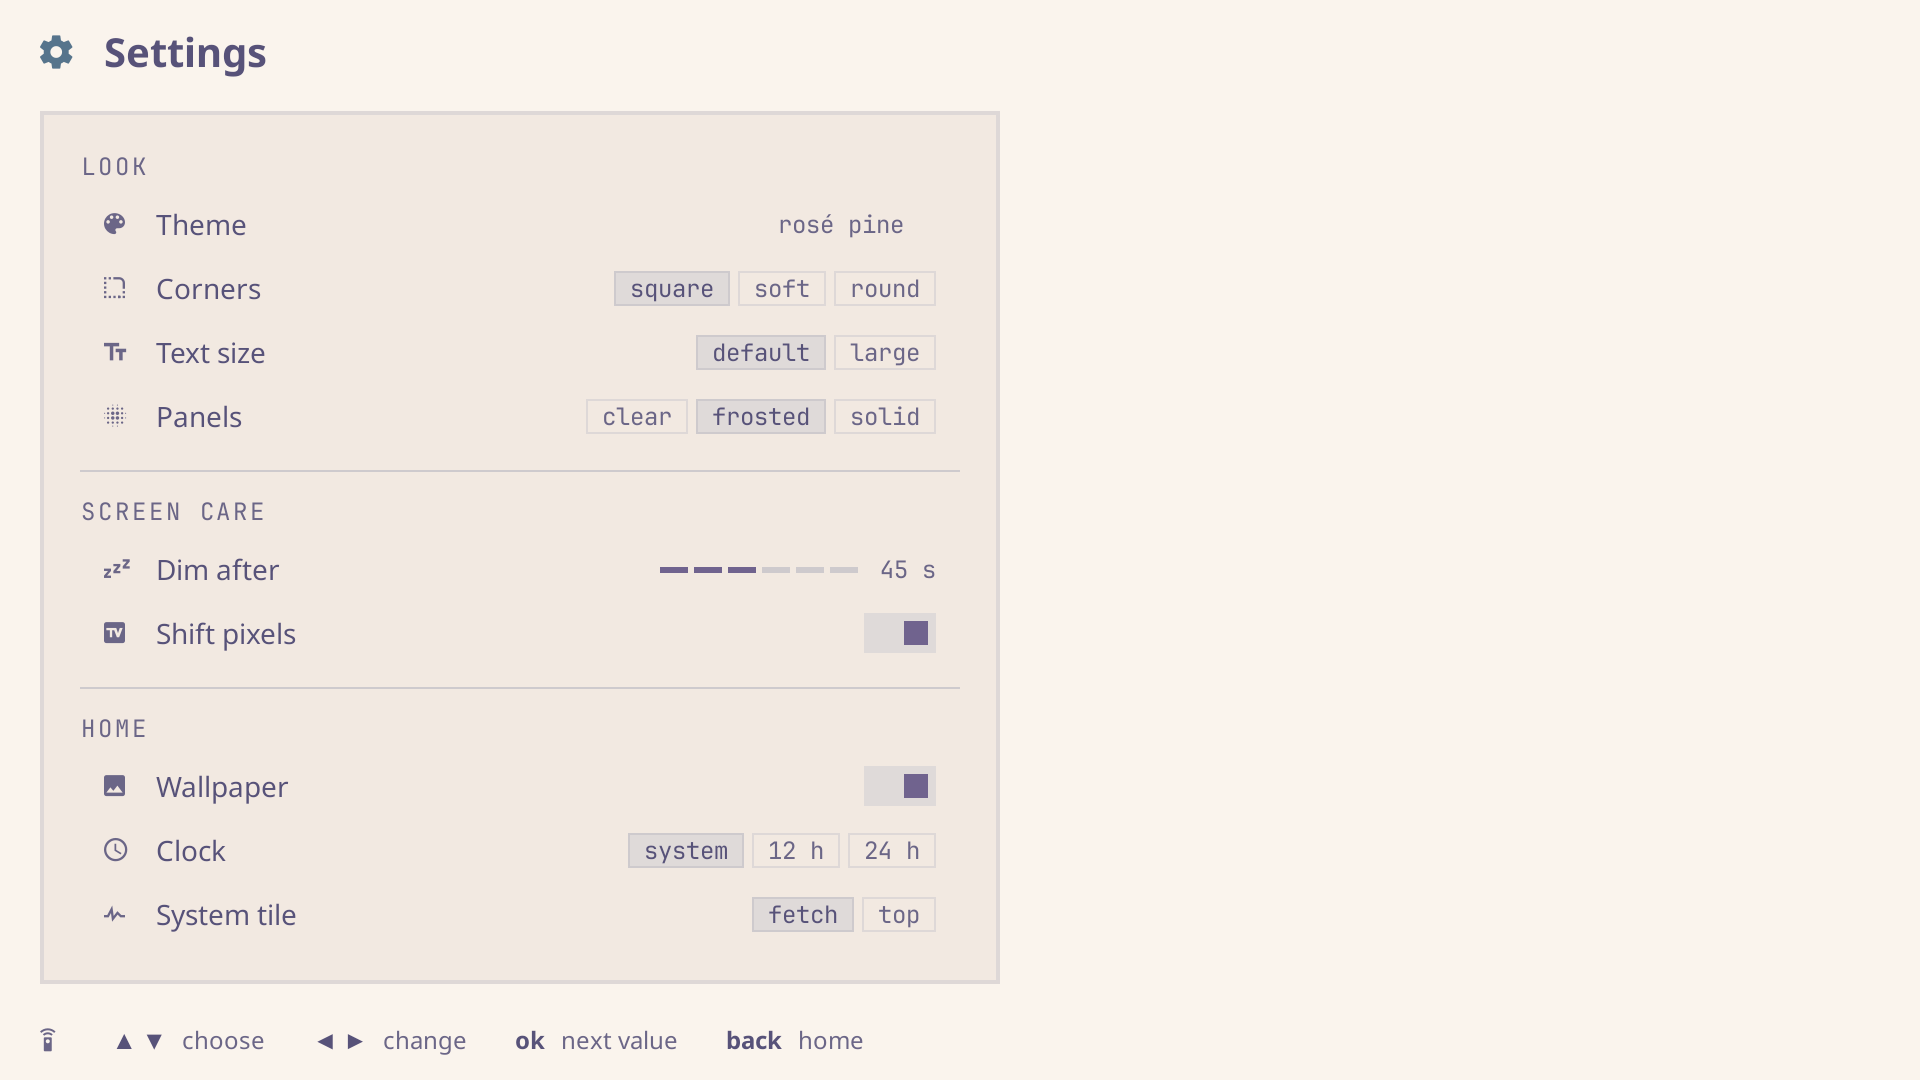 Settings
LOOK
Theme rosé pine
Corners square soft round
Text size default large
Panels clear frosted solid
SCREEN CARE
zzz Dim after 45 s
TV Shift pixels
HOME
Wallpaper
Clock system 12 h 24 h
System tile fetch top
▲ ▼ choose ◀ ▶ change ok next value back home